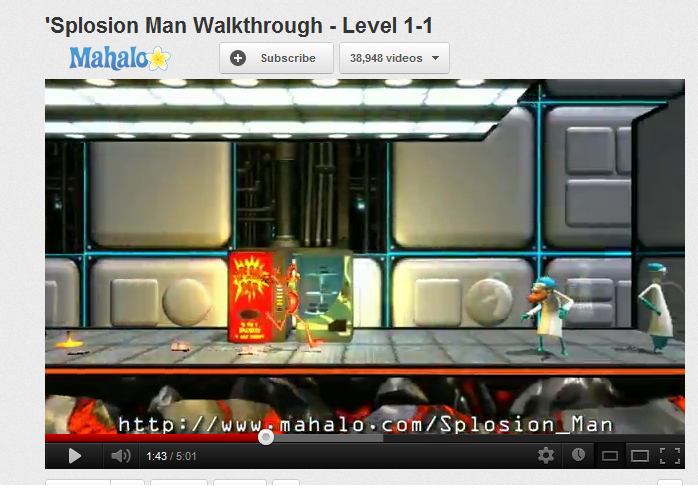 'Splosion Man Walkthrough - Level 1-1
Mahalo
Subscribe
38,948 videos
http://www.mahalo.com/Splosion_Man
1:43 / 5:01